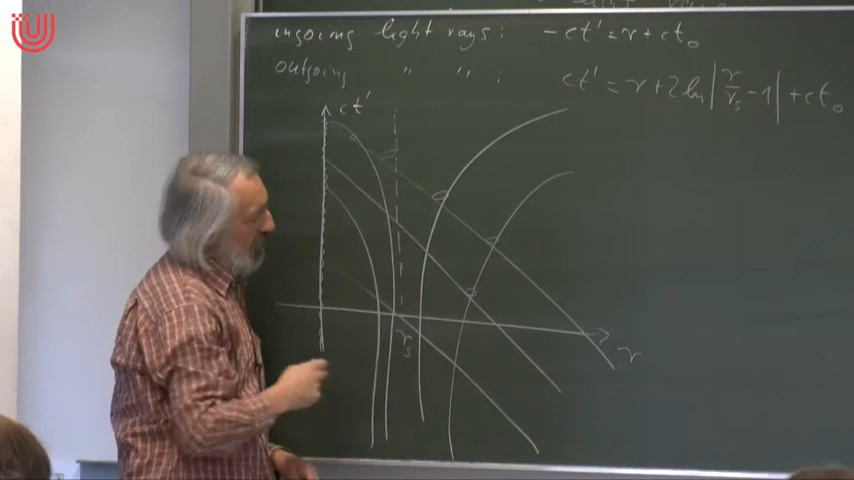 ingoing light rays : -ct' = r + ct₀
outgoing " " : ct' = r + 2 ln | r/rₛ - 1 | + ct₀
ct'
rₛ
r